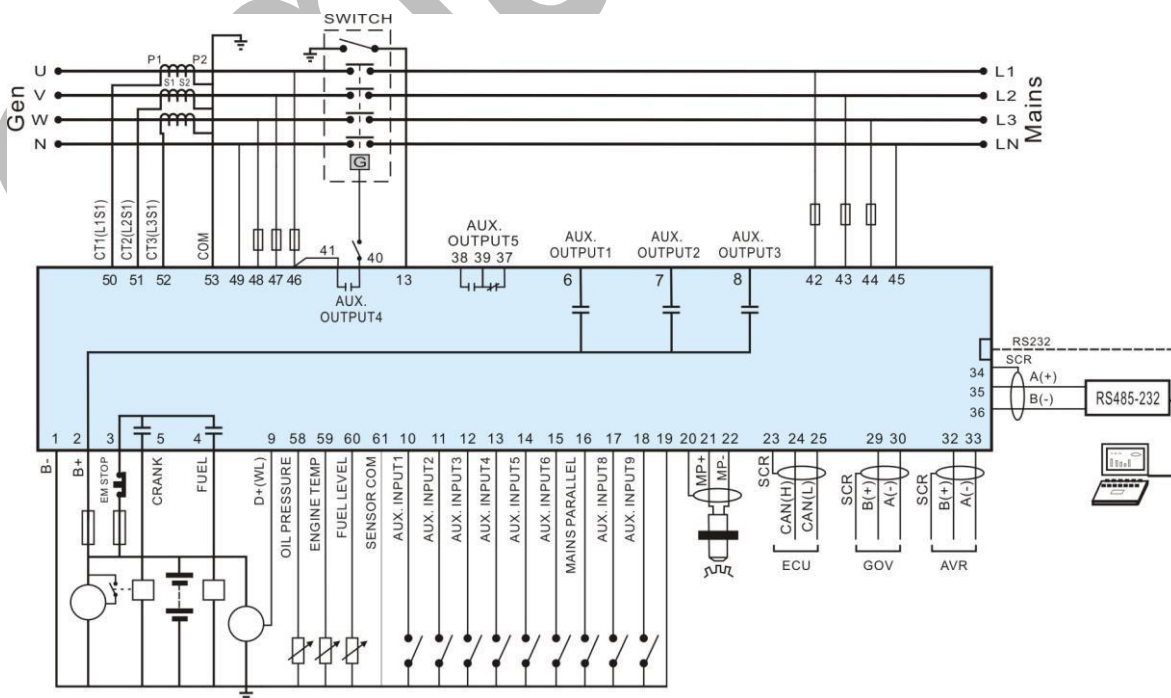 SWITCH
P1 P2
S1 S2
Gen
U
V
W
N
L1
L2
L3
LN
Mains
G
CT1(L1S1)
CT2(L2S1)
CT3(L3S1)
COM
41
40
AUX.
OUTPUT5
38 39 37
AUX.
OUTPUT1
AUX.
OUTPUT2
AUX.
OUTPUT3
50 51 52 53 49 48 47 46 13 6 7 8 42 43 44 45
AUX.
OUTPUT4
RS232
SCR
34
35
36
A(+)
B(-)
RS485-232
1 2 3 5 4 9 58 59 60 61 10 11 12 13 14 15 16 17 18 19 20 21 22 23 24 25 29 30 32 33
B-
B+
EM STOP
CRANK
FUEL
D+(WL)
OIL PRESSURE
ENGINE TEMP
FUEL LEVEL
SENSOR COM
AUX. INPUT1
AUX. INPUT2
AUX. INPUT3
AUX. INPUT4
AUX. INPUT5
AUX. INPUT6
MAINS PARALLEL
AUX. INPUT8
AUX. INPUT9
MP+
MP-
SCR
CAN(H)
CAN(L)
SCR
B(+)
A(-)
SCR
B(+)
A(-)
ECU
GOV
AVR